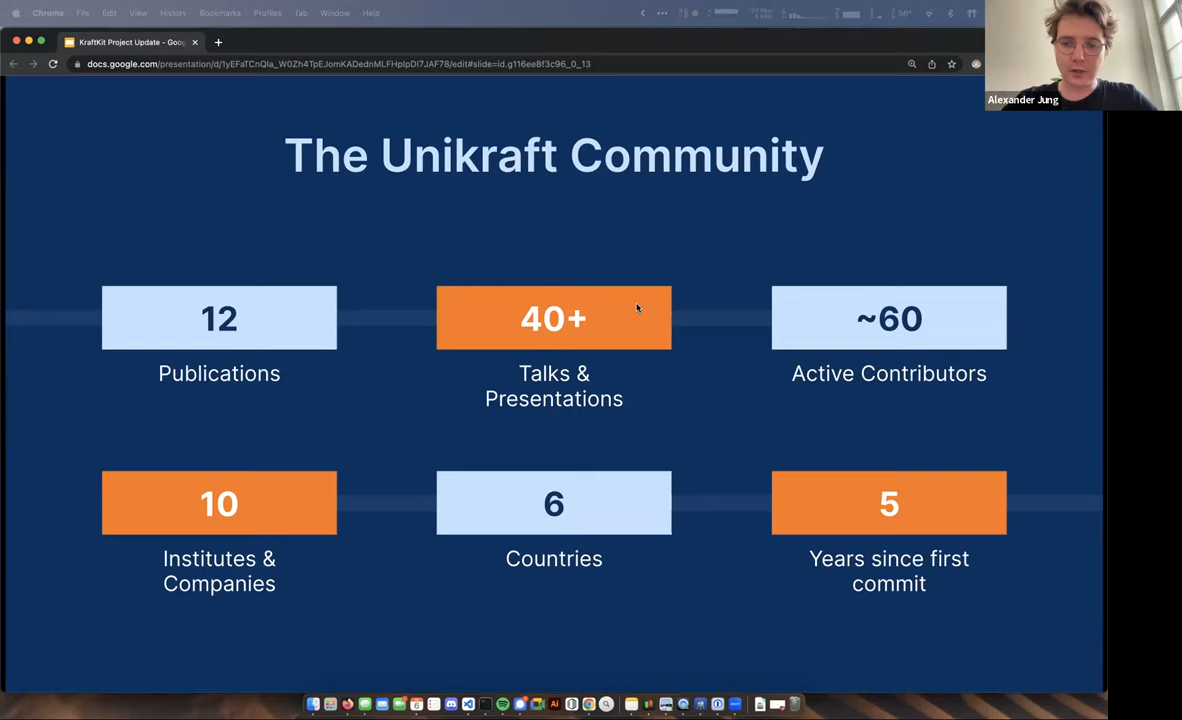 Chrome File Edit View History Bookmarks Profiles Tab Window Help
KraftKit Project Update - Goog
docs.google.com/presentation/d/1yEFaTCnQla_W0Zh4TpEJomKADednMLFHpIpDI7JAF78/edit#slide=id.g116ee8f3c96_0_13
Alexander Jung
The Unikraft Community
12
Publications
40+
Talks &
Presentations
~60
Active Contributors
10
Institutes &
Companies
6
Countries
5
Years since first
commit